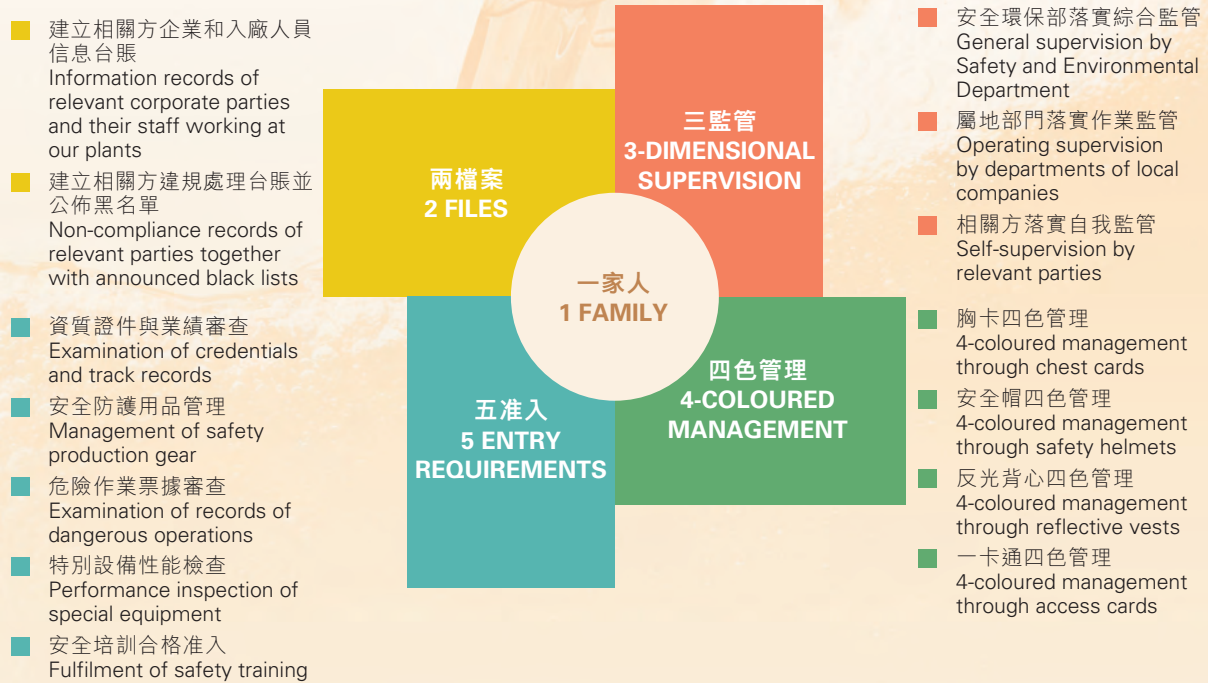 建立相關方企業和入廠人員
信息台賬
Information records of
relevant corporate parties
and their staff working at
our plants
建立相關方違規處理台賬並
公佈黑名單
Non-compliance records of
relevant parties together
with announced black lists
資質證件與業績審查
Examination of credentials
and track records
安全防護用品管理
Management of safety
production gear
危險作業票據審查
Examination of records of
dangerous operations
特別設備性能檢查
Performance inspection of
special equipment
安全培訓合格准入
Fulfilment of safety training
兩檔案
2 FILES
三監管
3-DIMENSIONAL
SUPERVISION
一家人
1 FAMILY
五准入
5 ENTRY
REQUIREMENTS
四色管理
4-COLOURED
MANAGEMENT
安全環保部落實綜合監管
General supervision by
Safety and Environmental
Department
屬地部門落實作業監管
Operating supervision
by departments of local
companies
相關方落實自我監管
Self-supervision by
relevant parties
胸卡四色管理
4-coloured management
through chest cards
安全帽四色管理
4-coloured management
through safety helmets
反光背心四色管理
4-coloured management
through reflective vests
一卡通四色管理
4-coloured management
through access cards